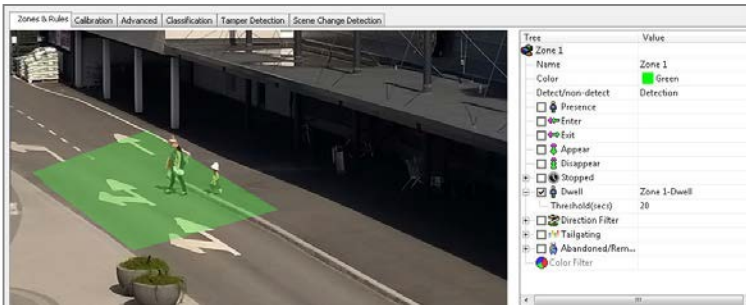 Zones & Rules Calibration Advanced Classification Tamper Detection Scene Change Detection
Tree Value
Zone 1
Name Zone 1
Color Green
Detect/non-detect Detection
Presence
Enter
Exit
Appear
Disappear
Stopped
Dwell Zone 1-Dwell
Threshold(secs) 20
Direction Filter
Tailgating
Abandoned/Rem...
Color Filter